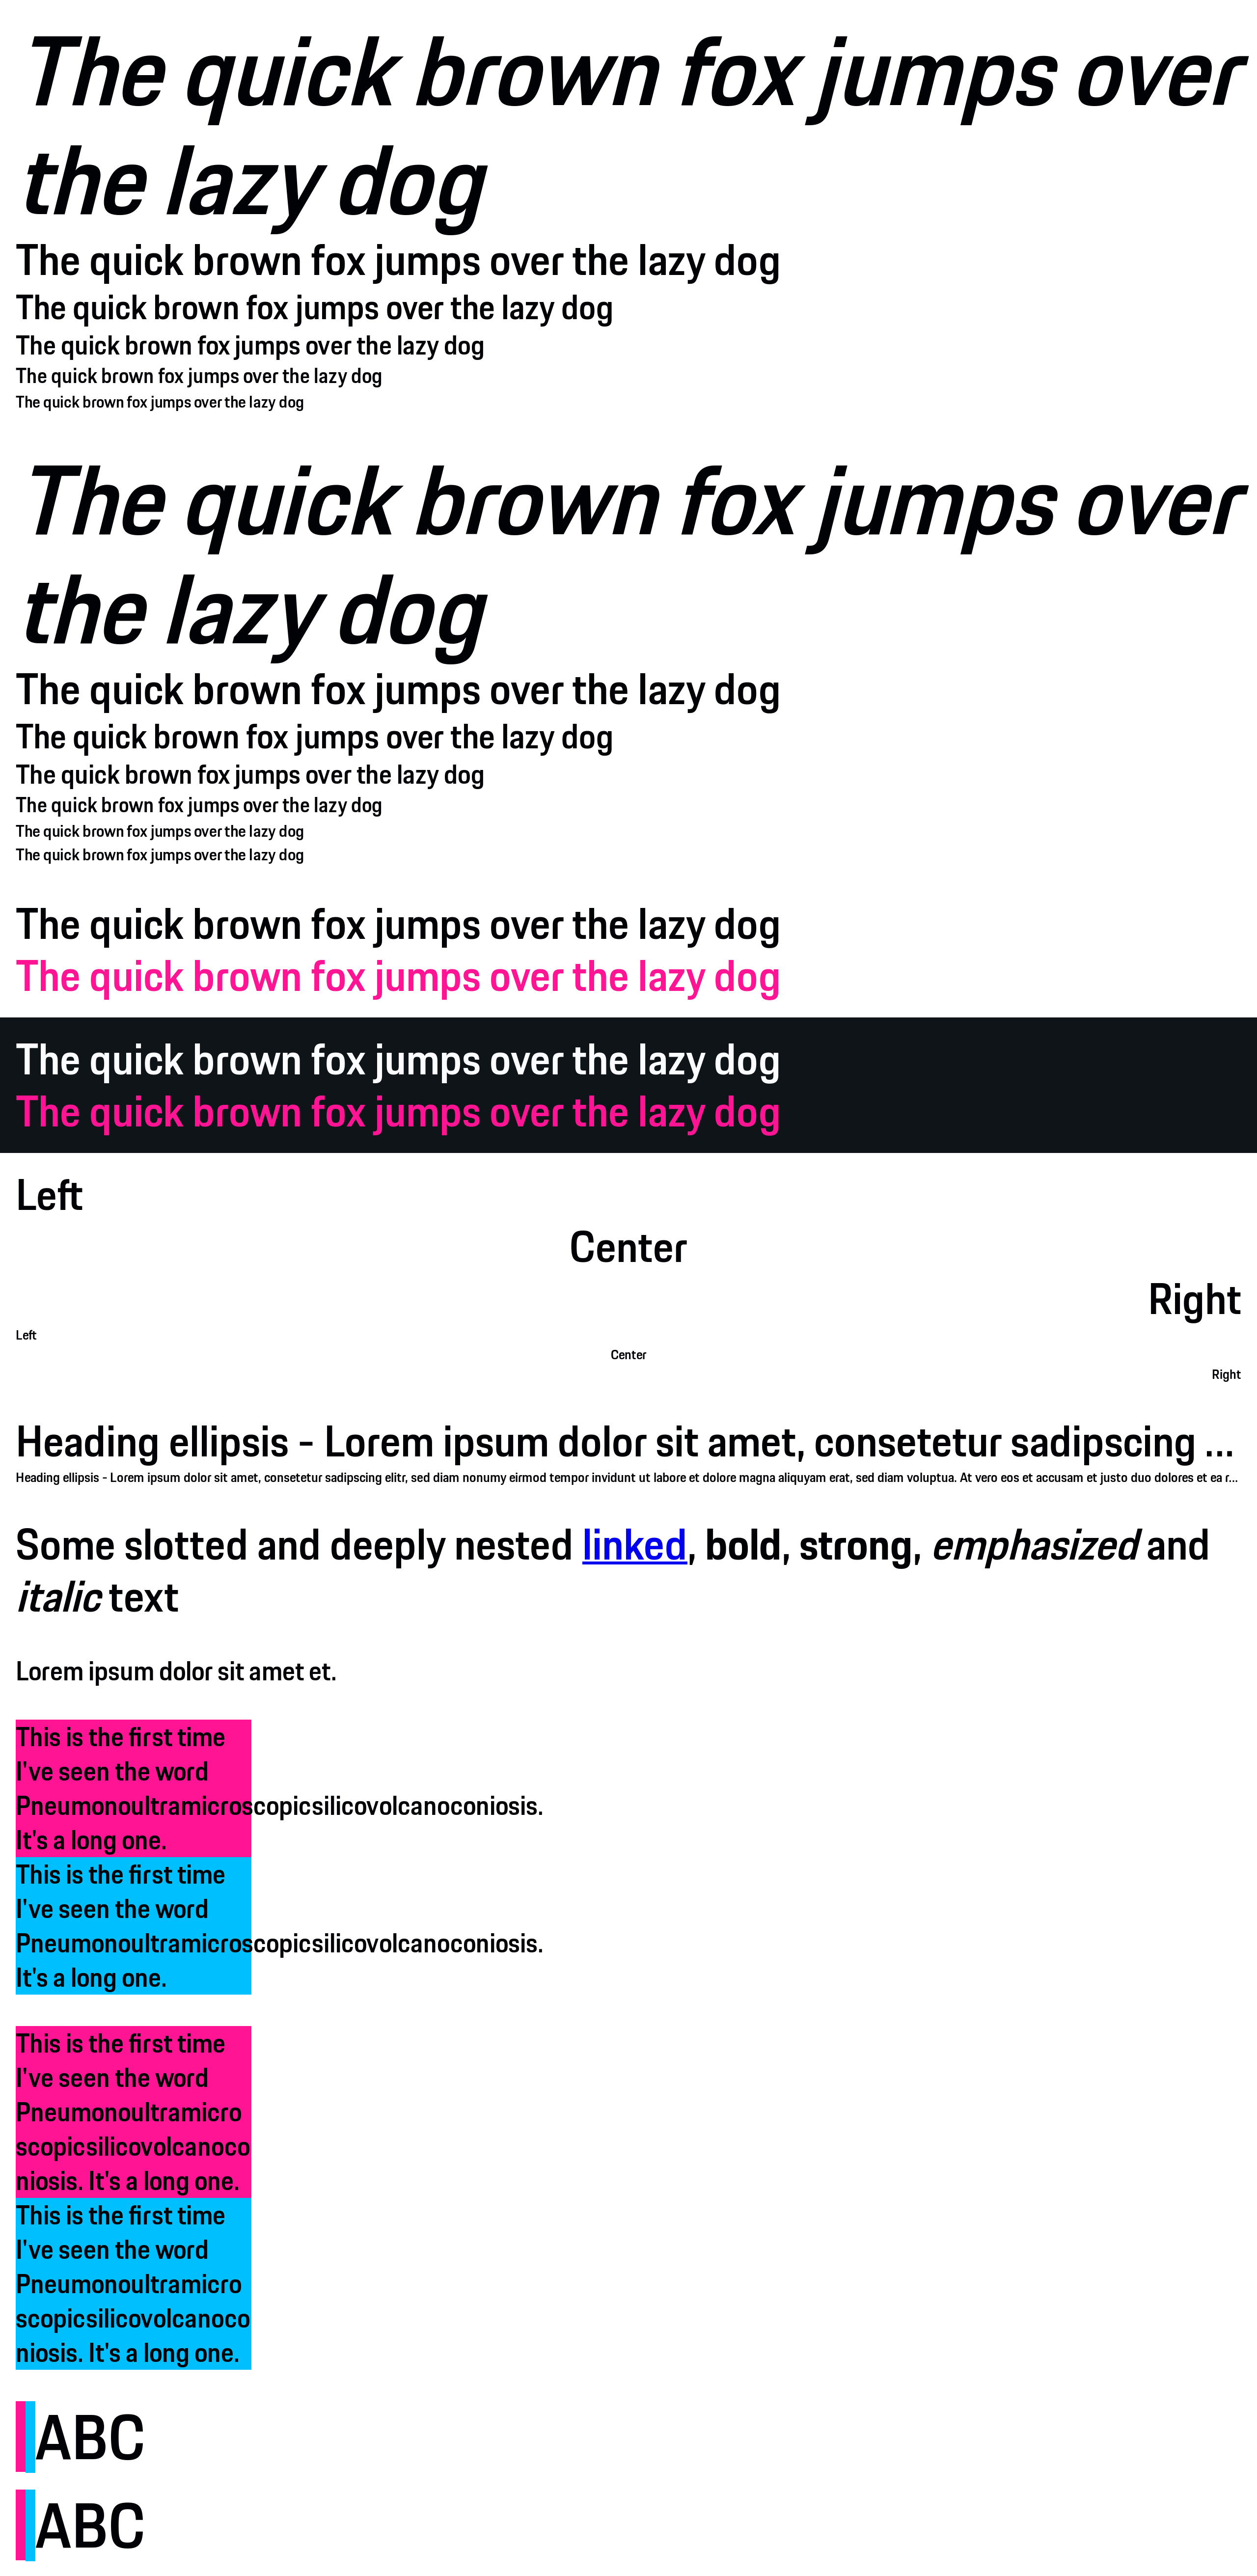 The quick brown fox jumps over
the lazy dog
The quick brown fox jumps over the lazy dog
The quick brown fox jumps over the lazy dog
The quick brown fox jumps over the lazy dog
The quick brown fox jumps over the lazy dog
The quick brown fox jumps over the lazy dog
The quick brown fox jumps over
the lazy dog
The quick brown fox jumps over the lazy dog
The quick brown fox jumps over the lazy dog
The quick brown fox jumps over the lazy dog
The quick brown fox jumps over the lazy dog
The quick brown fox jumps over the lazy dog
The quick brown fox jumps over the lazy dog
The quick brown fox jumps over the lazy dog
The quick brown fox jumps over the lazy dog
The quick brown fox jumps over the lazy dog
The quick brown fox jumps over the lazy dog
Left
Center
Right
Left
Center
Right
Heading ellipsis - Lorem ipsum dolor sit amet, consetetur sadipscing ...
Heading ellipsis - Lorem ipsum dolor sit amet, consetetur sadipscing elitr, sed diam nonumy eirmod tempor invidunt ut labore et dolore magna aliquyam erat, sed diam voluptua. At vero eos et accusam et justo duo dolores et ea r...
Some slotted and deeply nested linked, bold, strong, emphasized and
italic text
Lorem ipsum dolor sit amet et.
This is the first time
I've seen the word
Pneumonoultramicroscopicsilicovolcanoconiosis.
It's a long one.
This is the first time
I've seen the word
Pneumonoultramicroscopicsilicovolcanoconiosis.
It's a long one.
This is the first time
I've seen the word
Pneumonoultramicro
scopicsilicovolcanoco
niosis. It's a long one.
This is the first time
I've seen the word
Pneumonoultramicro
scopicsilicovolcanoco
niosis. It's a long one.
ABC
ABC